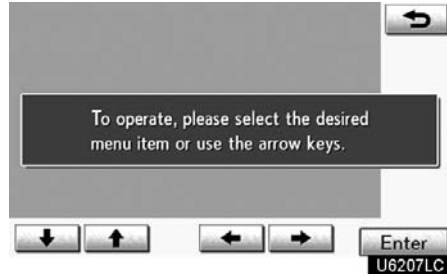 To operate, please select the desired
menu item or use the arrow keys.
Enter
U6207LC